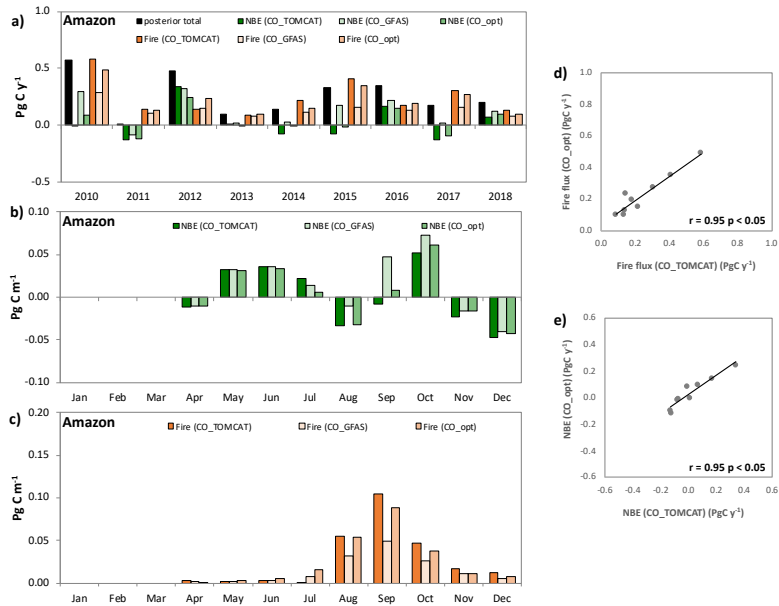 a)
posterior total NBE (CO_TOMCAT) NBE (CO_GFAS) NBE (CO_opt)
Fire (CO_TOMCAT) Fire (CO_GFAS) Fire (CO_opt)
Amazon
Pg C y⁻¹
1.0
0.5
0.0
-0.5
2010 2011 2012 2013 2014 2015 2016 2017 2018
b)
Amazon
NBE (CO_TOMCAT) NBE (CO_GFAS) NBE (CO_opt)
Pg C m⁻¹
0.10
0.05
0.00
-0.05
-0.10
Jan Feb Mar Apr May Jun Jul Aug Sep Oct Nov Dec
c)
Amazon
Fire (CO_TOMCAT) Fire (CO_GFAS) Fire (CO_opt)
Pg C m⁻¹
0.20
0.15
0.10
0.05
0.00
Jan Feb Mar Apr May Jun Jul Aug Sep Oct Nov Dec
d)
Fire flux (CO_opt) (PgC y⁻¹)
1.0
0.8
0.6
0.4
0.2
0.0
r = 0.95 p < 0.05
0.0 0.2 0.4 0.6 0.8 1.0
Fire flux (CO_TOMCAT) (PgC y⁻¹)
e)
NBE (CO_opt) (PgC y⁻¹)
0.6
0.4
0.2
0.0
-0.2
-0.4
-0.6
r = 0.95 p < 0.05
-0.6 -0.4 -0.2 0.0 0.2 0.4 0.6
NBE (CO_TOMCAT) (PgC y⁻¹)